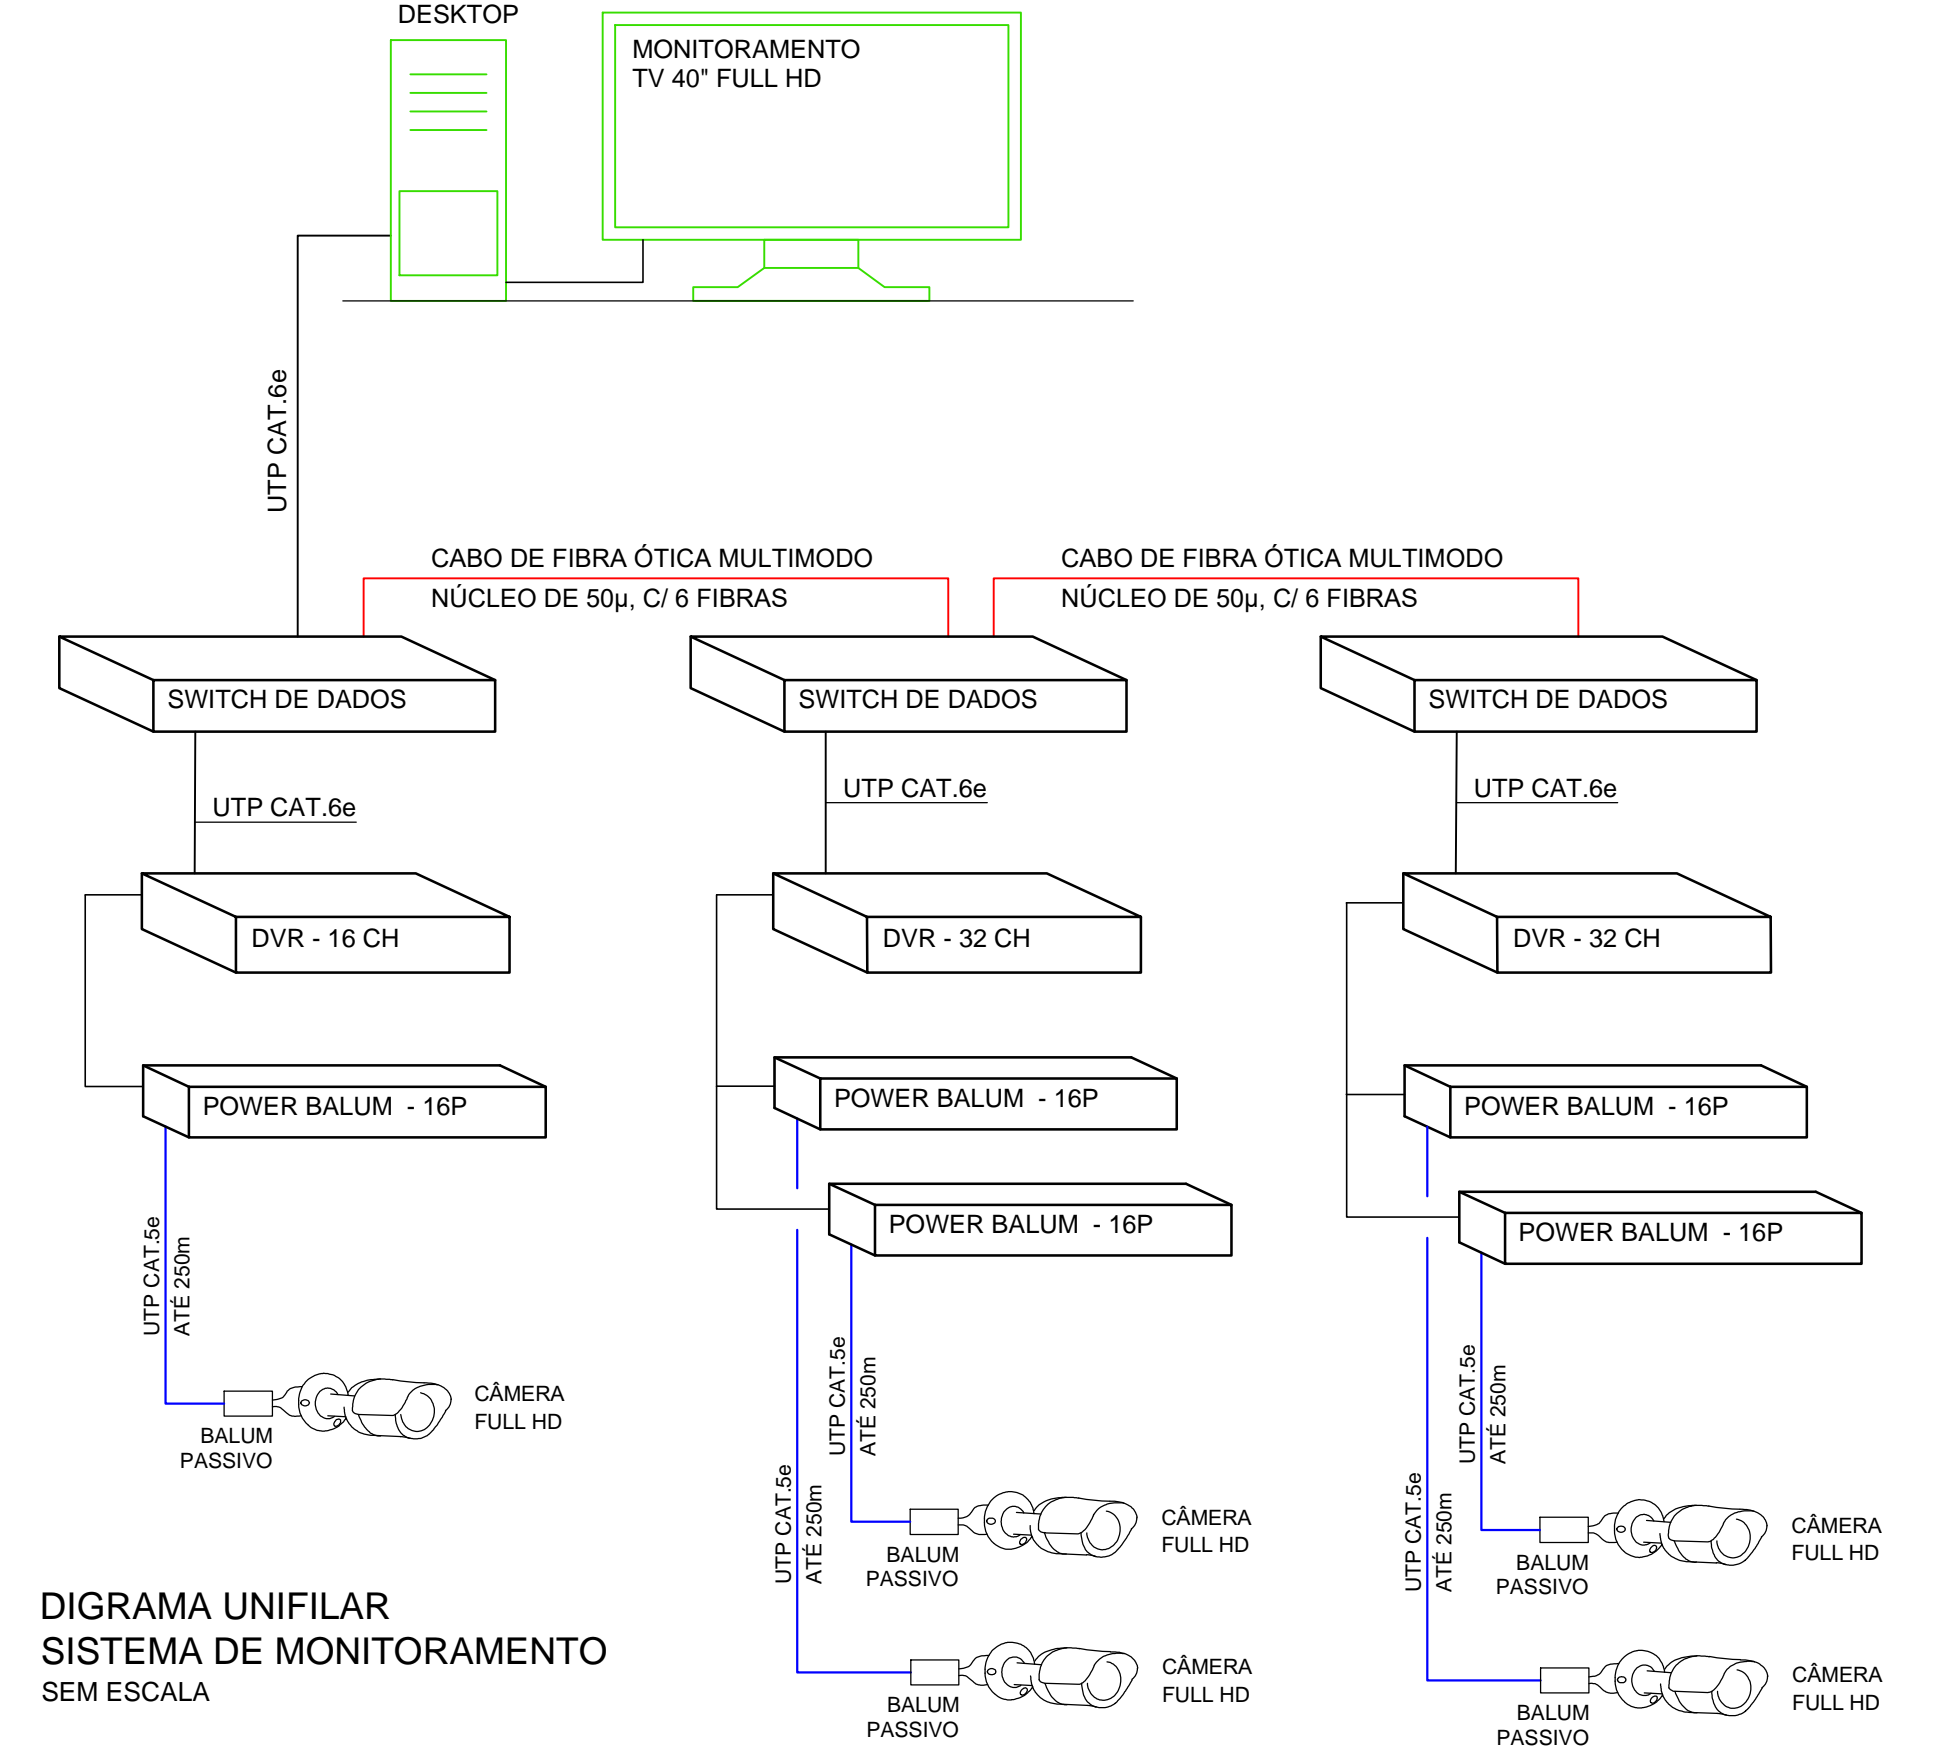 DESKTOP
MONITORAMENTO
TV 40" FULL HD
UTP CAT.6e
CABO DE FIBRA ÓTICA MULTIMODO
NÚCLEO DE 50µ, C/ 6 FIBRAS
CABO DE FIBRA ÓTICA MULTIMODO
NÚCLEO DE 50µ, C/ 6 FIBRAS
SWITCH DE DADOS
SWITCH DE DADOS
SWITCH DE DADOS
UTP CAT.6e
UTP CAT.6e
UTP CAT.6e
DVR - 16 CH
DVR - 32 CH
DVR - 32 CH
POWER BALUM - 16P
POWER BALUM - 16P
POWER BALUM - 16P
POWER BALUM - 16P
POWER BALUM - 16P
UTP CAT.5e
ATÉ 250m
CÂMERA
FULL HD
BALUM
PASSIVO
UTP CAT.5e
ATÉ 250m
CÂMERA
FULL HD
BALUM
PASSIVO
UTP CAT.5e
ATÉ 250m
CÂMERA
FULL HD
BALUM
PASSIVO
UTP CAT.5e
ATÉ 250m
CÂMERA
FULL HD
BALUM
PASSIVO
UTP CAT.5e
ATÉ 250m
CÂMERA
FULL HD
BALUM
PASSIVO
DIGRAMA UNIFILAR
SISTEMA DE MONITORAMENTO
SEM ESCALA